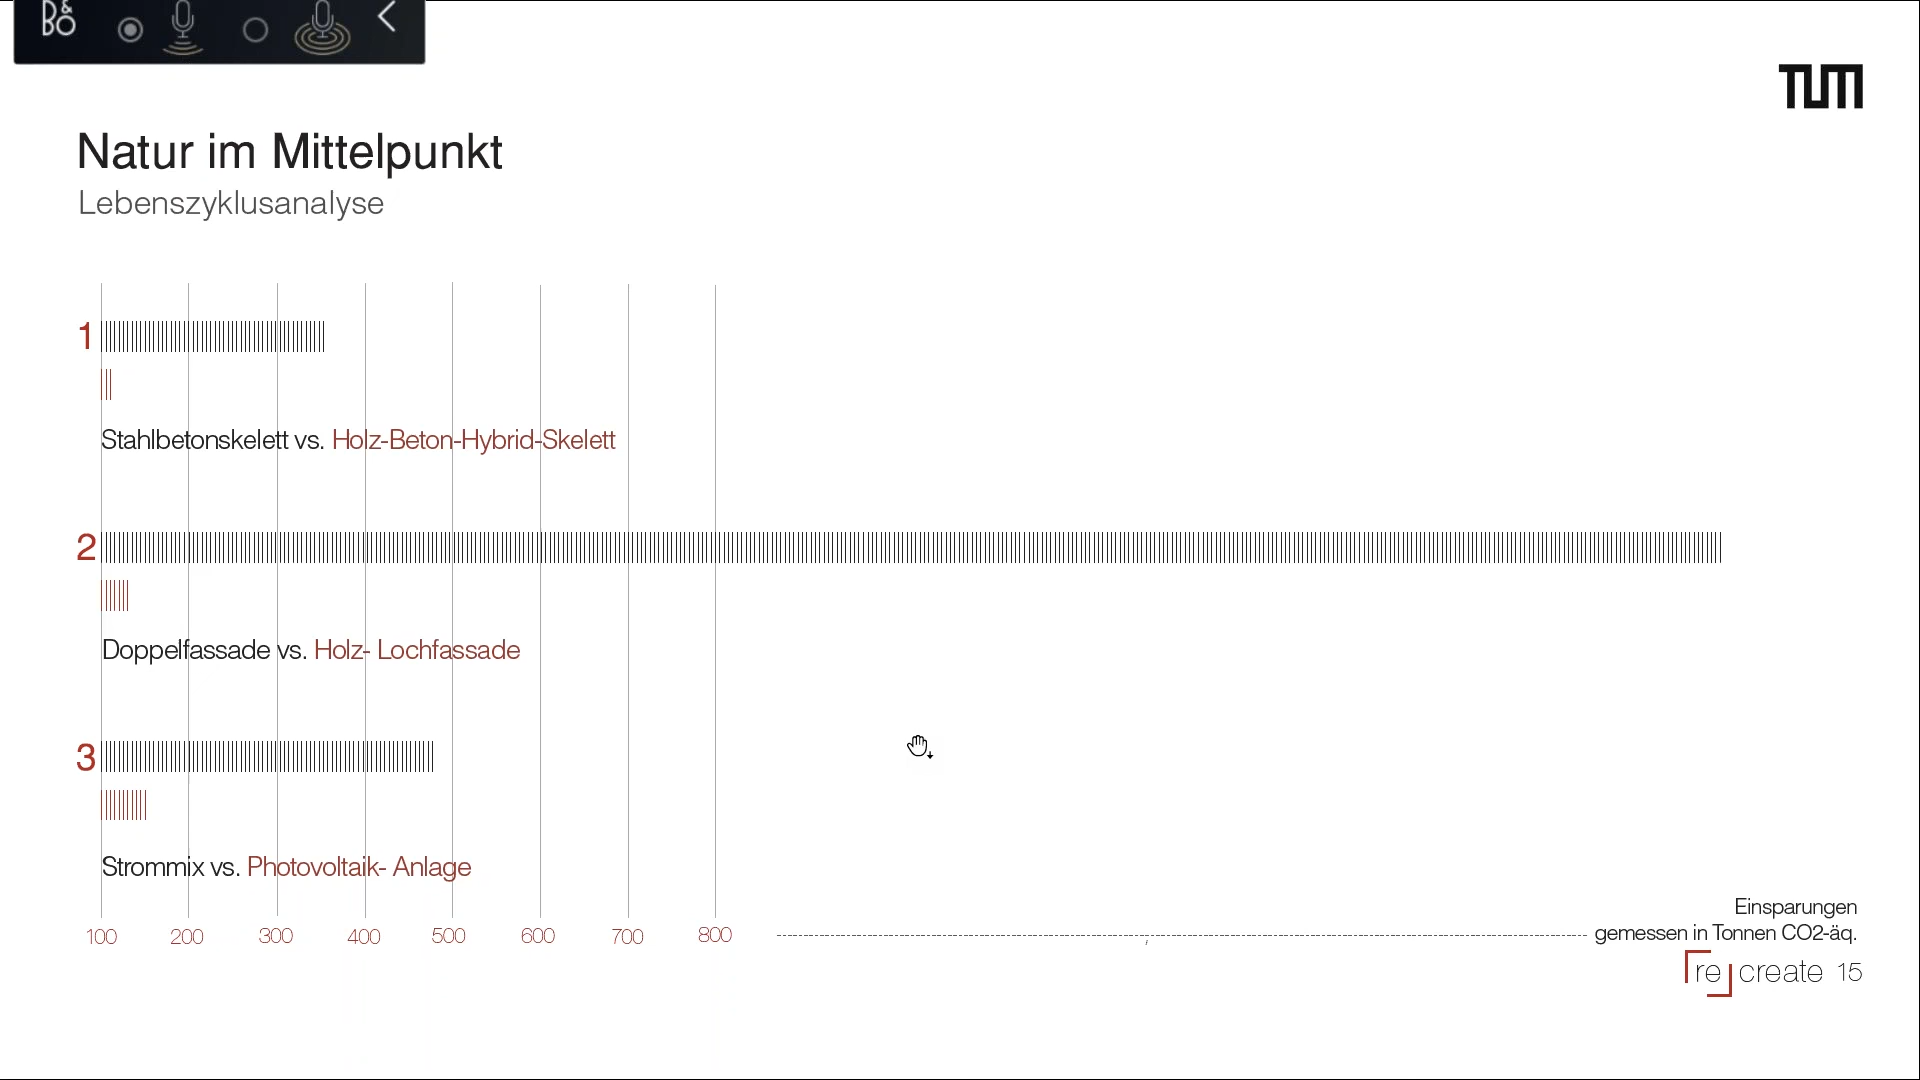 B&
BO
TUM
Natur im Mittelpunkt
Lebenszyklusanalyse
1
Stahlbetonskelett vs. Holz-Beton-Hybrid-Skelett
2
Doppelfassade vs. Holz- Lochfassade
3
Strommix vs. Photovoltaik- Anlage
100 200 300 400 500 600 700 800
Einsparungen
gemessen in Tonnen CO2-äq.
re create 15